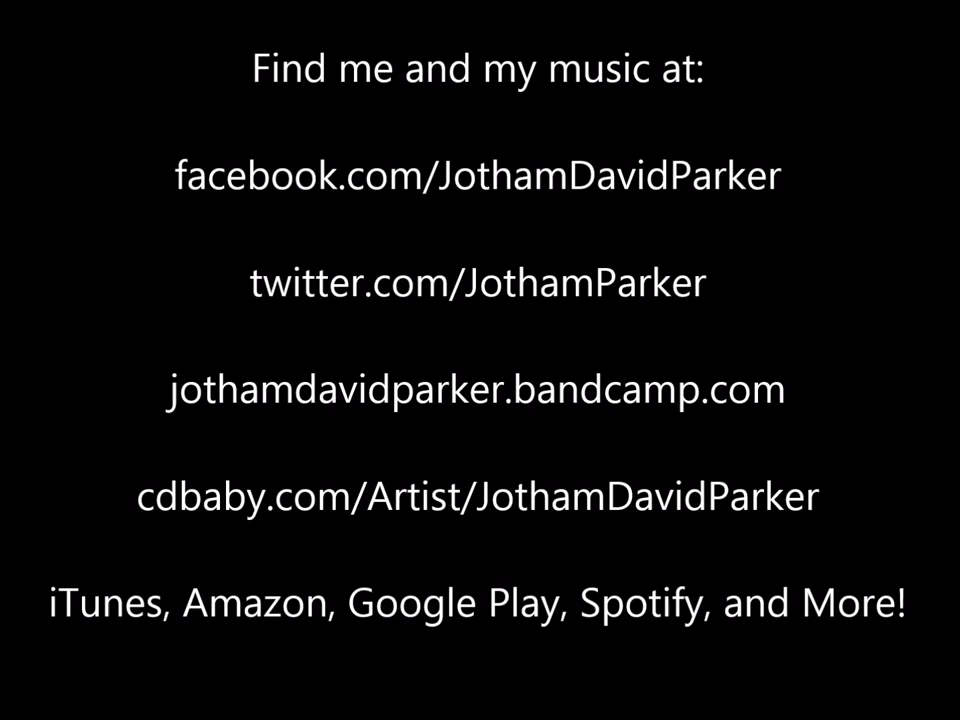 Find me and my music at:
facebook.com/JothamDavidParker
twitter.com/JothamParker
jothamdavidparker.bandcamp.com
cdbaby.com/Artist/JothamDavidParker
iTunes, Amazon, Google Play, Spotify, and More!